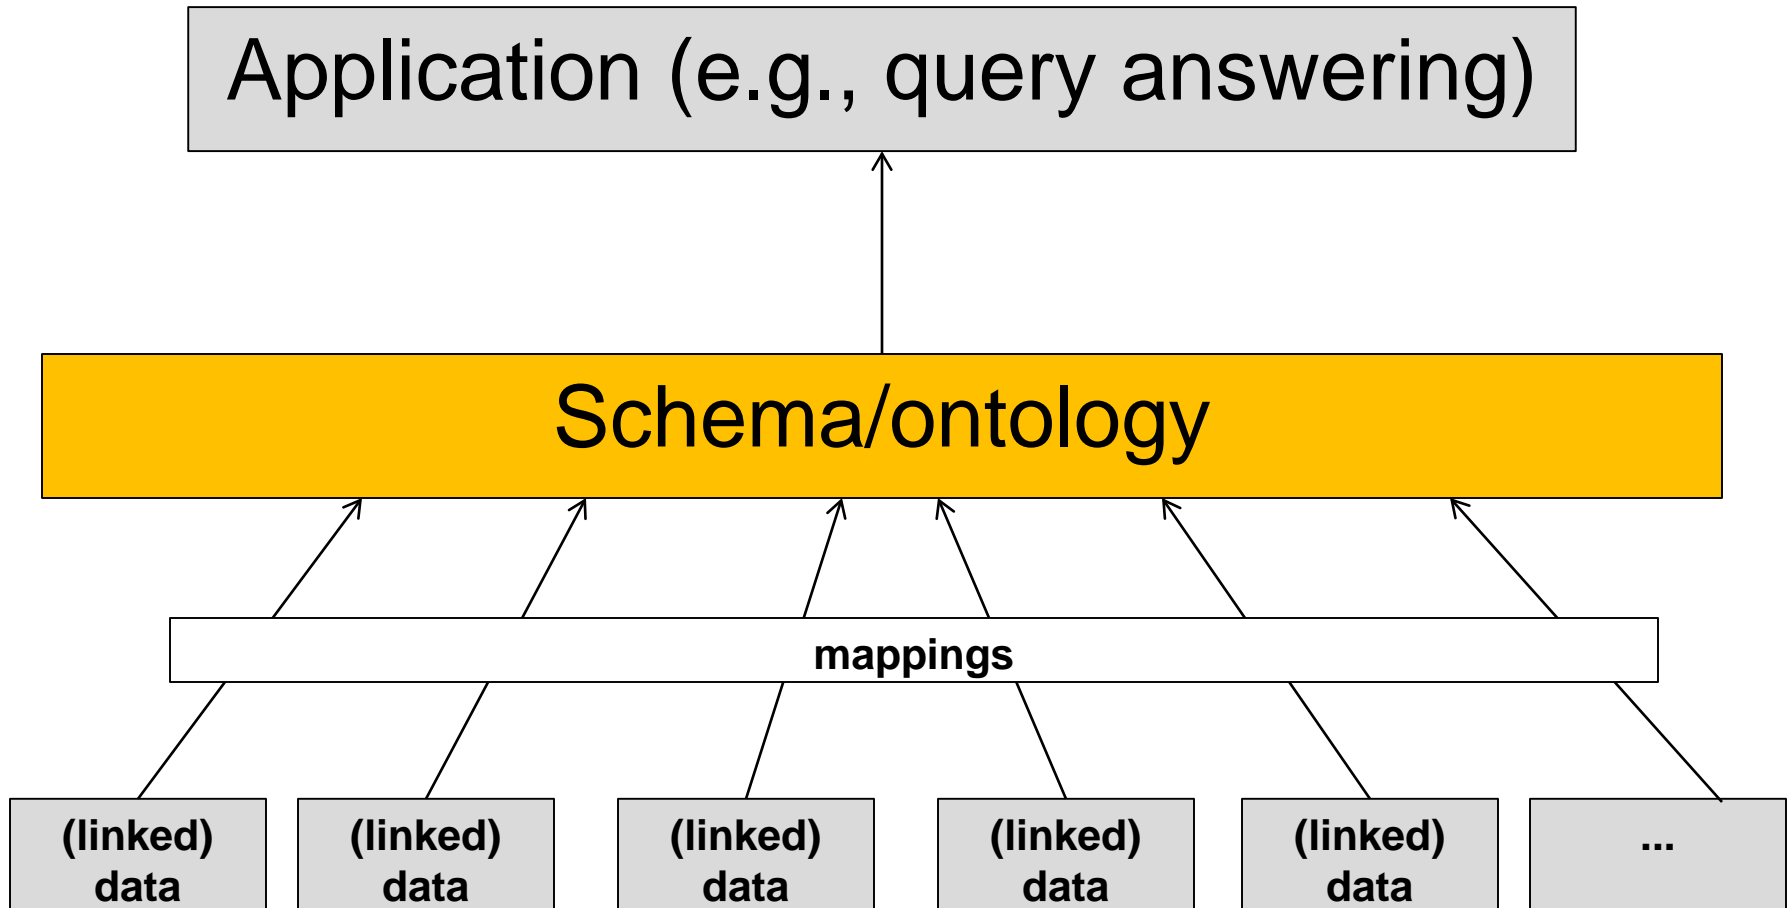 Application (e.g., query answering)
Schema/ontology
mappings
(linked)
data
(linked)
data
(linked)
data
(linked)
data
(linked)
data
...